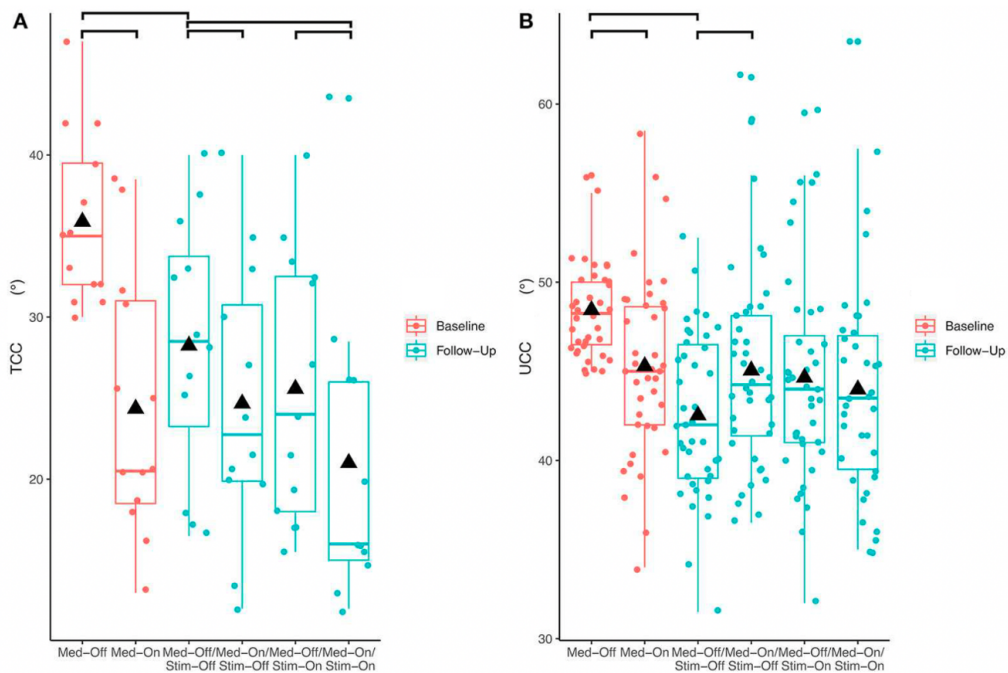 A
B
TCC (°)
40
30
20
Baseline
Follow-Up
Med-Off Med-On Med-Off/Med-On/Med-Off/Med-On/
Stim-Off Stim-Off Stim-On Stim-On
UCC (°)
60
50
40
30
Baseline
Follow-Up
Med-Off Med-On Med-Off/Med-On/Med-Off/Med-On/
Stim-Off Stim-Off Stim-On Stim-On